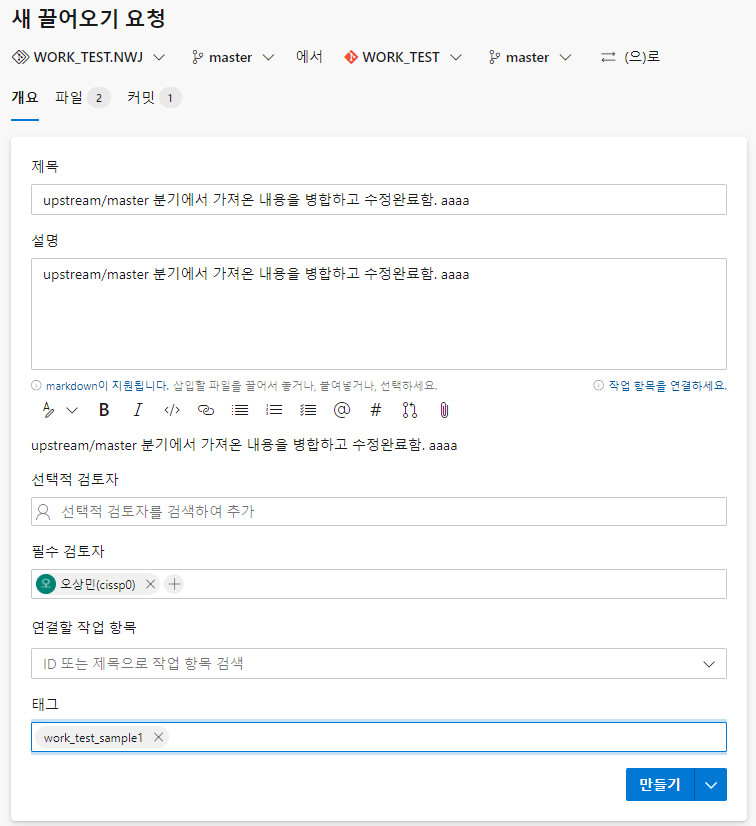 새 끌어오기 요청
WORK_TEST.NWJ master 에서 WORK_TEST master (으)로
개요 파일 2 커밋 1
제목
upstream/master 분기에서 가져온 내용을 병합하고 수정완료함. aaaa
설명
upstream/master 분기에서 가져온 내용을 병합하고 수정완료함. aaaa
markdown이 지원됩니다. 삽입할 파일을 끌어서 놓거나, 붙여넣거나, 선택하세요. 작업 항목을 연결하세요.
upstream/master 분기에서 가져온 내용을 병합하고 수정완료함. aaaa
선택적 검토자
선택적 검토자를 검색하여 추가
필수 검토자
오 오상민(cissp0)
연결할 작업 항목
ID 또는 제목으로 작업 항목 검색
태그
work_test_sample1
만들기